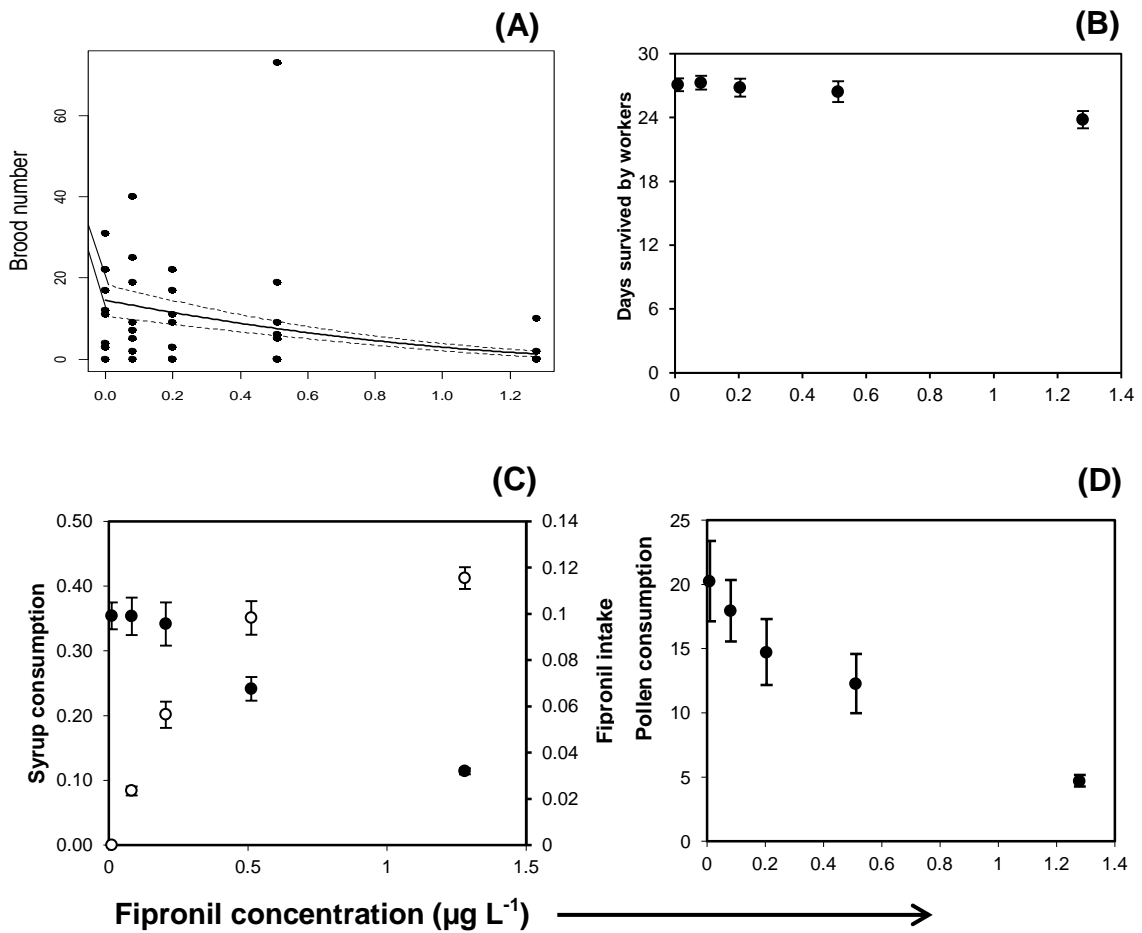 (A)
Brood number
0
20
40
60
0.0 0.2 0.4 0.6 0.8 1.0 1.2
(B)
Days survived by workers
30
24
18
12
6
0
0 0.2 0.4 0.6 0.8 1 1.2 1.4
(C)
Syrup consumption
0.50
0.40
0.30
0.20
0.10
0.00
0 0.5 1 1.5
0.14
0.12
0.1
0.08
0.06
0.04
0.02
0
Fipronil intake
(D)
Pollen consumption
25
20
15
10
5
0
0 0.2 0.4 0.6 0.8 1 1.2 1.4
Fipronil concentration (µg L⁻¹)